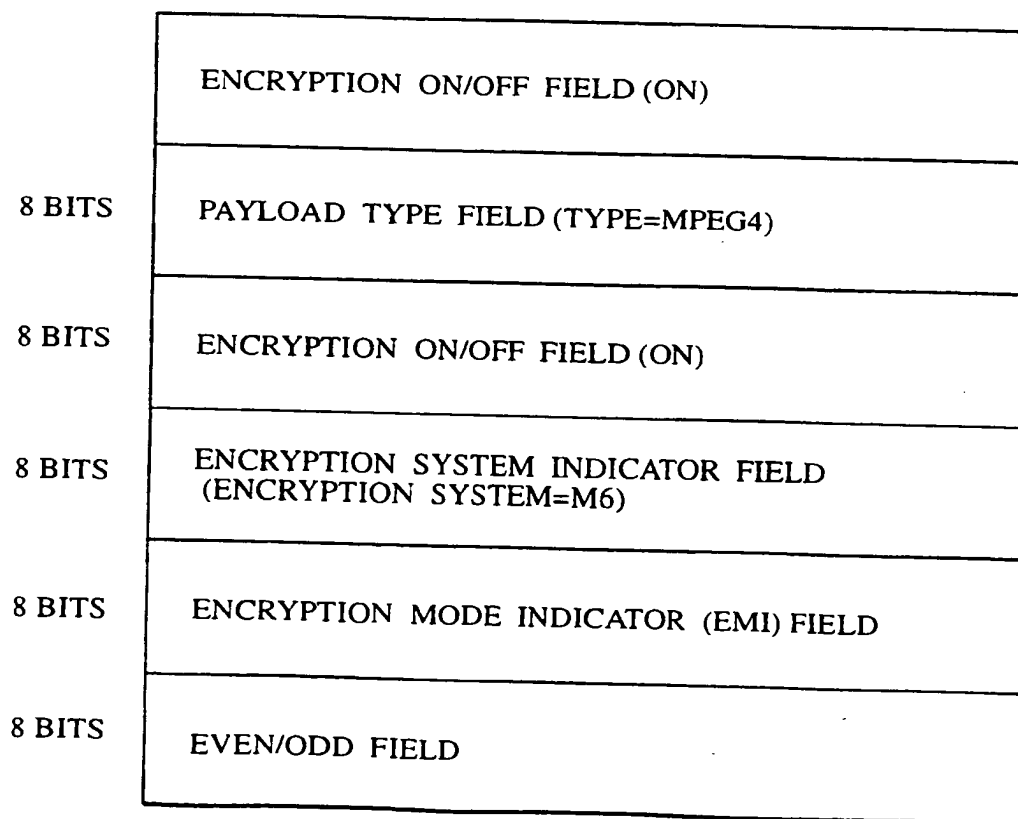 ENCRYPTION ON/OFF FIELD (ON)
8 BITS PAYLOAD TYPE FIELD (TYPE=MPEG4)
8 BITS ENCRYPTION ON/OFF FIELD (ON)
8 BITS ENCRYPTION SYSTEM INDICATOR FIELD
(ENCRYPTION SYSTEM=M6)
8 BITS ENCRYPTION MODE INDICATOR (EMI) FIELD
8 BITS EVEN/ODD FIELD